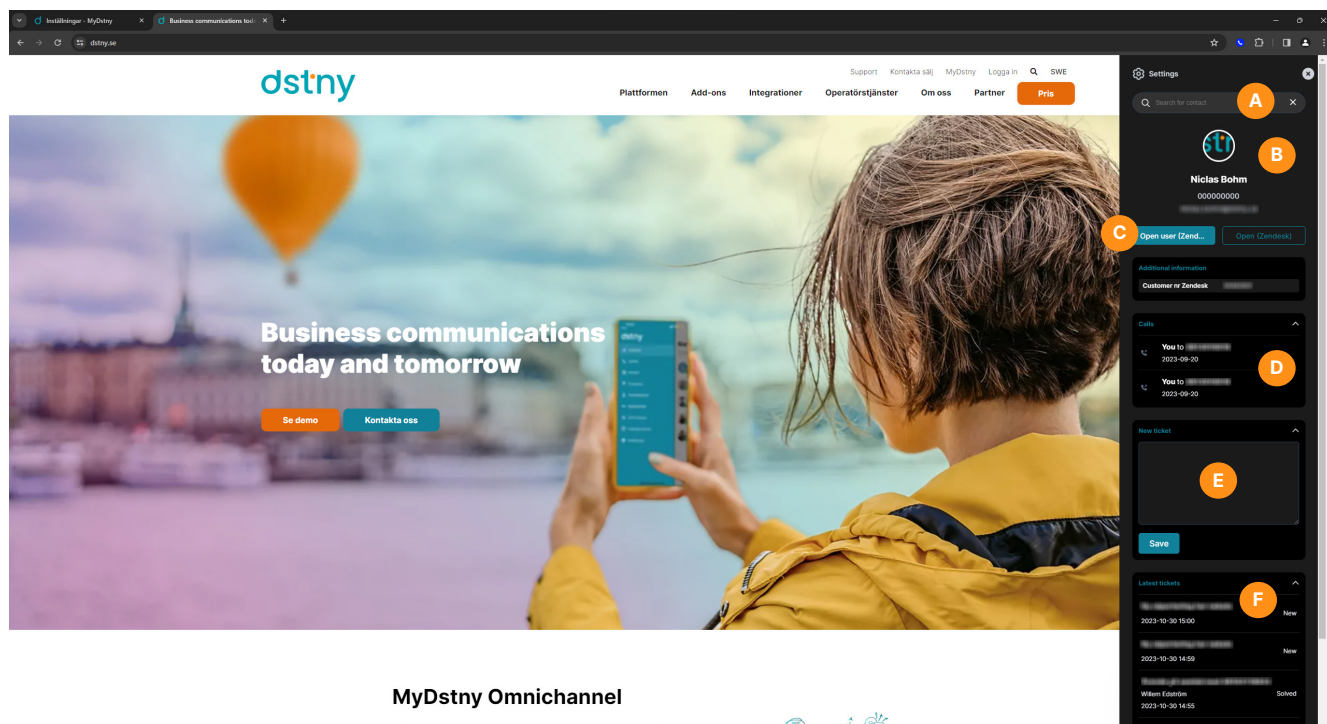 Inställningar - MyDstny
Business communications tod
dstny.se
dstny
Support Kontakta sälj MyDstny Logga in SWE
Plattformen Add-ons Integrationer Operatörstjänster Om oss Partner Pris
Business communications
today and tomorrow
Se demo Kontakta oss
dstny
MyDstny Omnichannel
Settings
Search for contact A
B
Niclas Bohm
000000000
C Open user (Zend... Open (Zendesk)
Additional information
Customer nr Zendesk
Calls
You to
2023-09-20
D
You to
2023-09-20
New ticket
E
Save
Latest tickets
F
New
2023-10-30 15:00
New
2023-10-30 14:59
Willem Edström Solved
2023-10-30 14:55